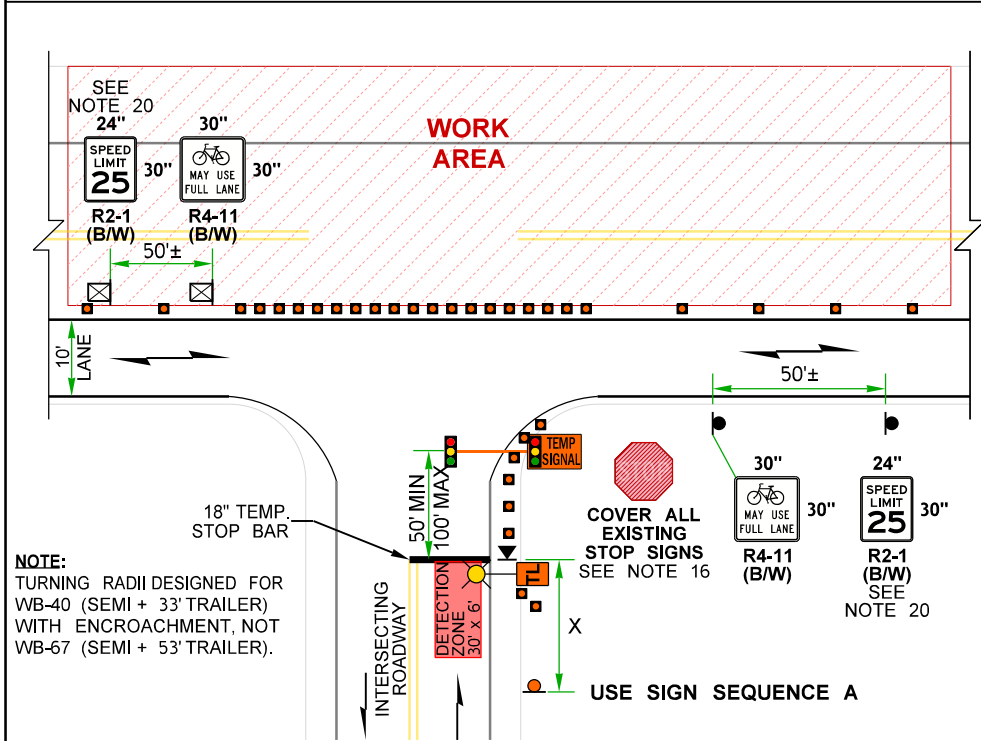 SEE
NOTE 20
24"
SPEED
LIMIT
25
30"
R2-1
(B/W)
30"
MAY USE
FULL LANE
30"
R4-11
(B/W)
50'±
WORK
AREA
10'
LANE
50'±
TEMP
SIGNAL
50' MIN
100' MAX
18" TEMP.
STOP BAR
STOP
COVER ALL
EXISTING
STOP SIGNS
SEE NOTE 16
30"
MAY USE
FULL LANE
30"
R4-11
(B/W)
24"
SPEED
LIMIT
25
30"
R2-1
(B/W)
SEE
NOTE 20
NOTE:
TURNING RADII DESIGNED FOR
WB-40 (SEMI + 33' TRAILER)
WITH ENCROACHMENT, NOT
WB-67 (SEMI + 53' TRAILER).
INTERSECTING
ROADWAY
DETECTION
ZONE
30' x 6'
TL
X
USE SIGN SEQUENCE A